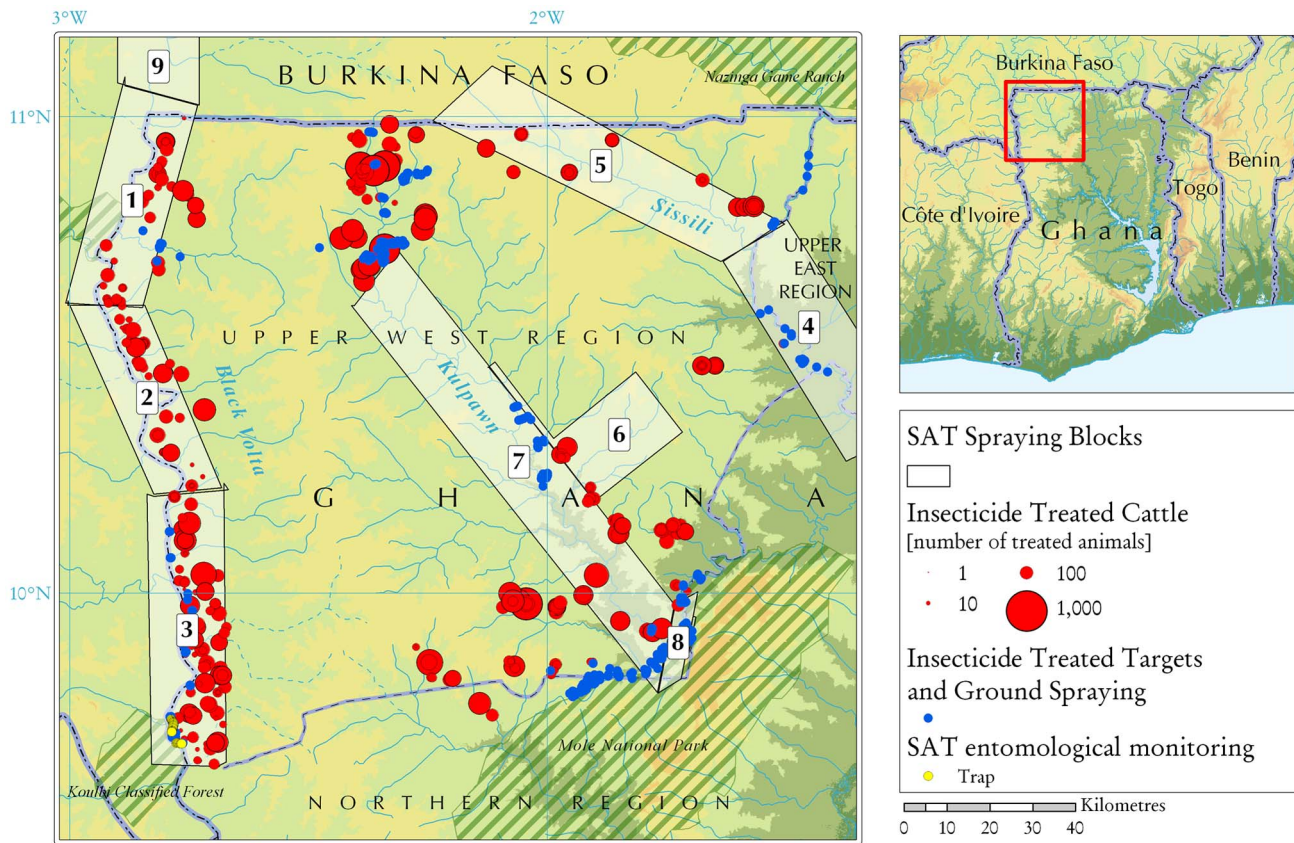 3°W
2°W
9
BURKINA FASO
Nazinga Game Ranch
11°N
5
1
Sissili
UPPER
EAST
REGION
4
UPPER WEST REGION
2
Black Volta
Kulpawn
6
7
GHANA
10°N
3
8
Mole National Park
Koulbi Classified Forest
NORTHERN REGION
Burkina Faso
Benin
Togo
Côte d'Ivoire
Ghana
SAT Spraying Blocks
Insecticide Treated Cattle
[number of treated animals]
1
100
10
1,000
Insecticide Treated Targets
and Ground Spraying
SAT entomological monitoring
Trap
Kilometres
0 10 20 30 40